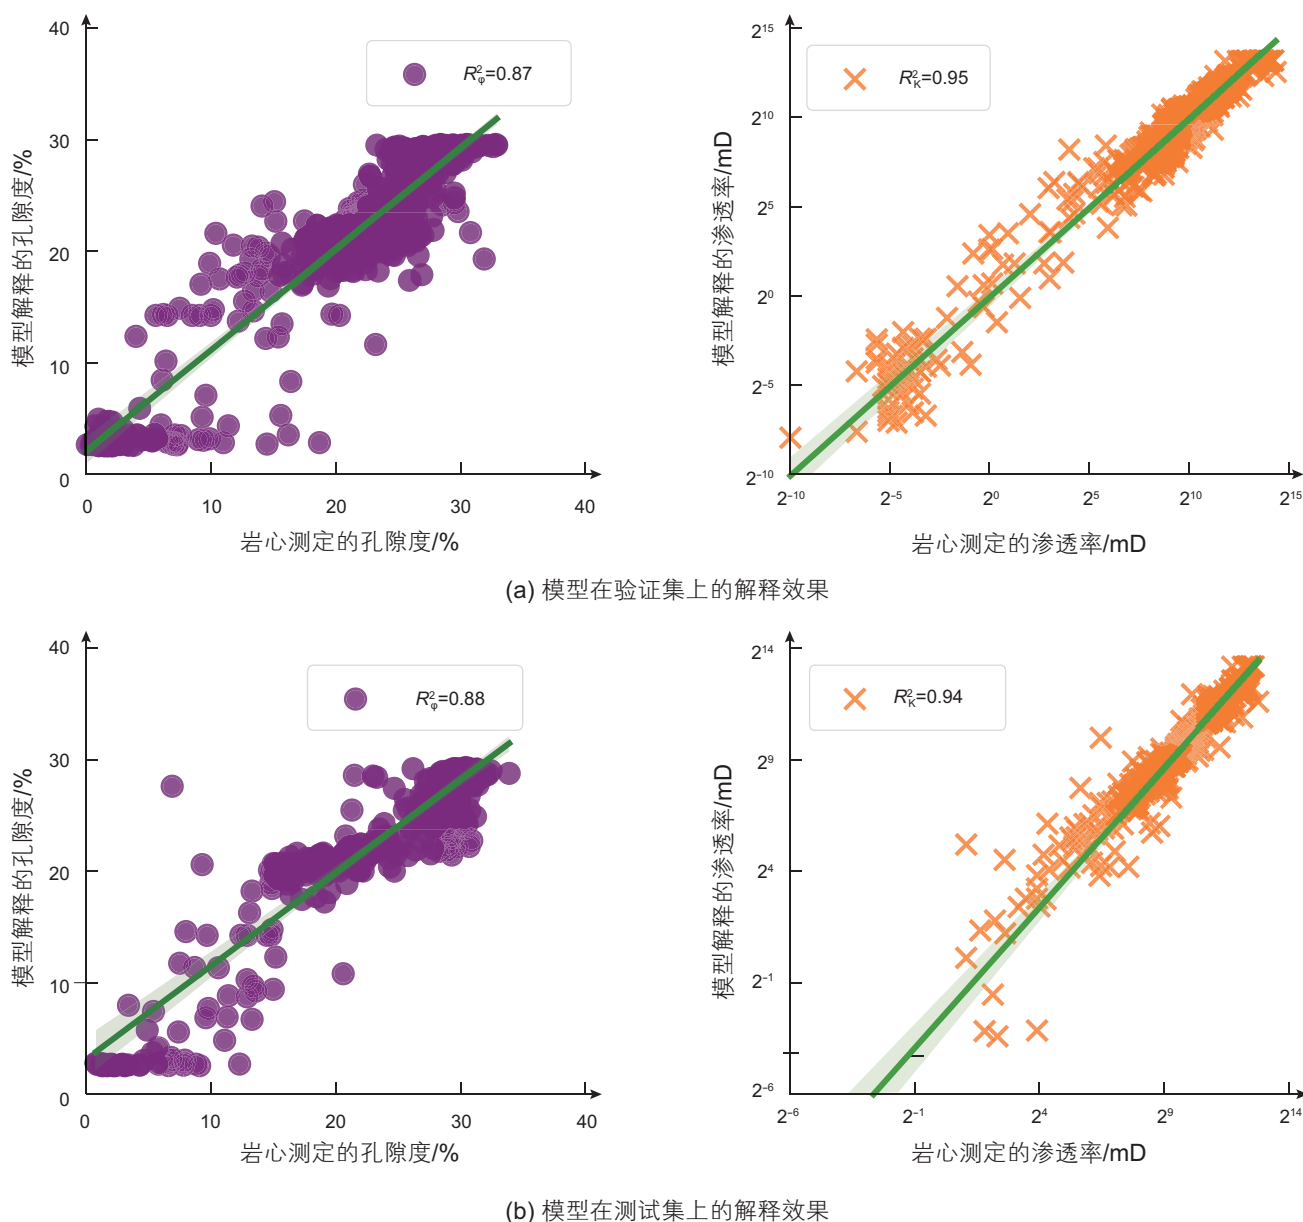 40
30
20
10
0
模型解释的孔隙度/%
R²φ=0.87
0 10 20 30 40
岩心测定的孔隙度/%
2¹⁵
2¹⁰
2⁵
2⁰
2⁻⁵
2⁻¹⁰
模型解释的渗透率/mD
R²K=0.95
2⁻¹⁰ 2⁻⁵ 2⁰ 2⁵ 2¹⁰ 2¹⁵
岩心测定的渗透率/mD
(a) 模型在验证集上的解释效果
40
30
20
10
0
模型解释的孔隙度/%
R²φ=0.88
0 10 20 30 40
岩心测定的孔隙度/%
2¹⁴
2⁹
2⁴
2⁻¹
2⁻⁶
模型解释的渗透率/mD
R²K=0.94
2⁻⁶ 2⁻¹ 2⁴ 2⁹ 2¹⁴
岩心测定的渗透率/mD
(b) 模型在测试集上的解释效果